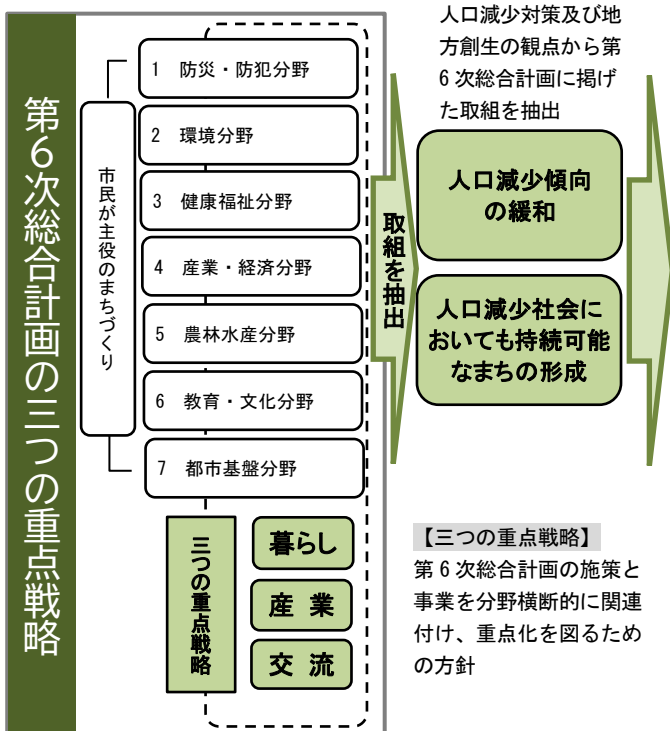 第６次総合計画の三つの重点戦略
市民が主役のまちづくり
1 防災・防犯分野
2 環境分野
3 健康福祉分野
4 産業・経済分野
5 農林水産分野
6 教育・文化分野
7 都市基盤分野
三つの重点戦略
暮らし
産 業
交 流
取組を抽出
人口減少対策及び地
方創生の観点から第
6 次総合計画に掲げ
た取組を抽出
人口減少傾向
の緩和
人口減少社会に
おいても持続可能
なまちの形成
【三つの重点戦略】
第 6 次総合計画の施策と
事業を分野横断的に関連
付け、重点化を図るため
の方針